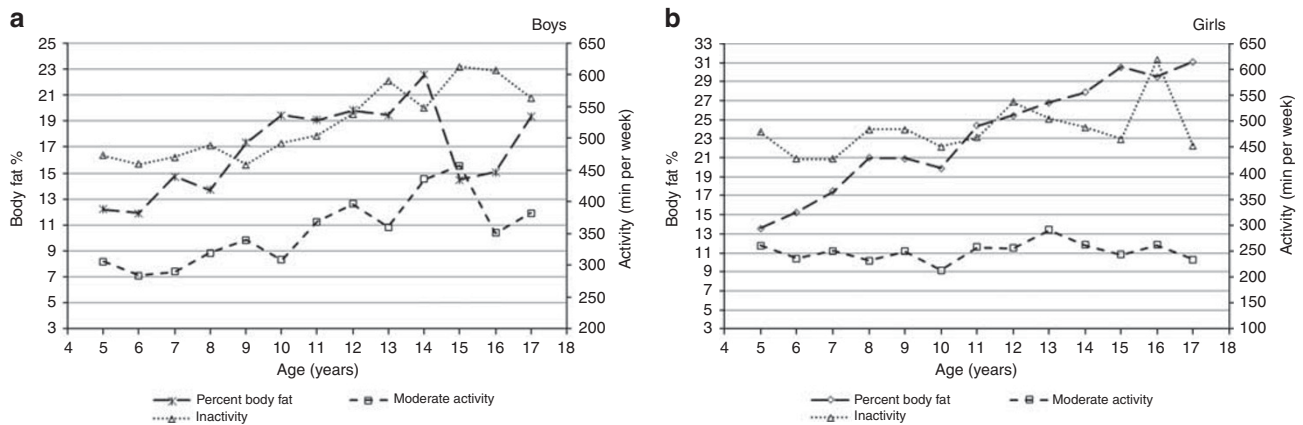 a
Boys
25
23
21
19
17
15
13
11
9
7
5
3
Body fat %
650
600
550
500
450
400
350
300
250
200
Activity (min per week)
4 5 6 7 8 9 10 11 12 13 14 15 16 17 18
Age (years)
Percent body fat
Moderate activity
Inactivity
b
Girls
33
31
29
27
25
23
21
19
17
15
13
11
9
7
5
3
Body fat %
650
600
550
500
450
400
350
300
250
200
150
100
Activity (min per week)
4 5 6 7 8 9 10 11 12 13 14 15 16 17 18
Age (years)
Percent body fat
Moderate activity
Inactivity